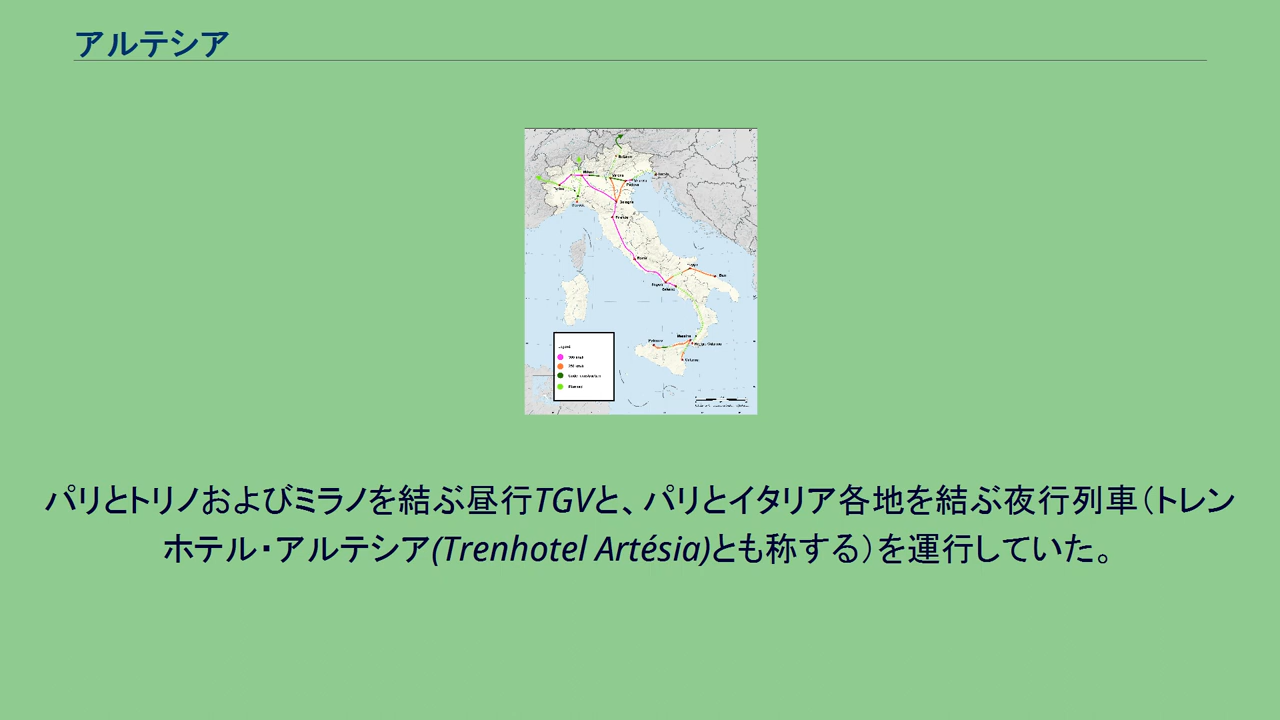 アルテシア
パリとトリノおよびミラノを結ぶ昼行TGVと、パリとイタリア各地を結ぶ夜行列車（トレン
ホテル・アルテシア(Trenhotel Artésia)とも称する）を運行していた。